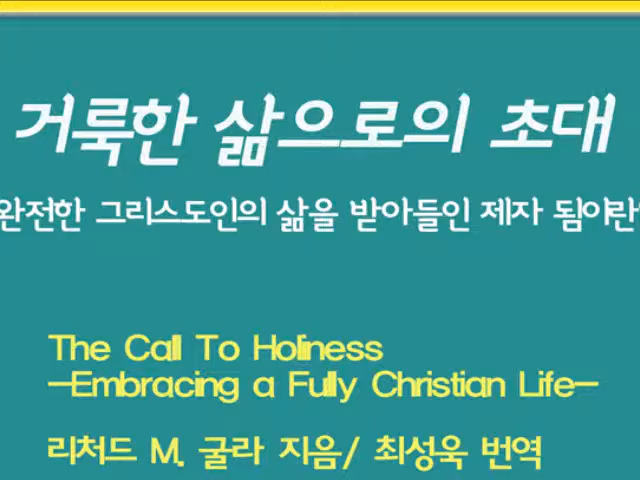 거룩한 삶으로의 초대
완전한 그리스도인의 삶을 받아들인 제자 됨이란
The Call To Holiness
-Embracing a Fully Christian Life-
리처드 M. 굴라 지음/ 최성욱 번역